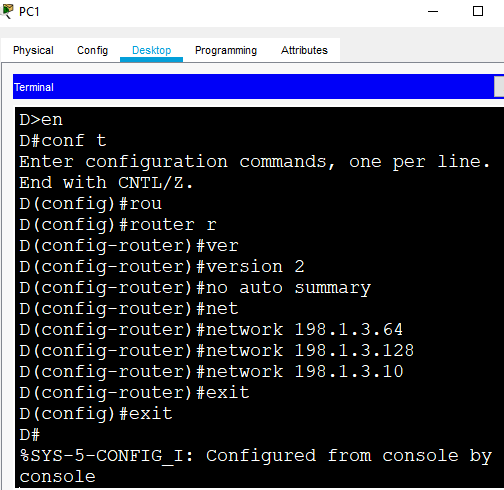 PC1
Physical Config Desktop Programming Attributes
Terminal
D>en
D#conf t
Enter configuration commands, one per line.
End with CNTL/Z.
D(config)#rou
D(config)#router r
D(config-router)#ver
D(config-router)#version 2
D(config-router)#no auto summary
D(config-router)#net
D(config-router)#network 198.1.3.64
D(config-router)#network 198.1.3.128
D(config-router)#network 198.1.3.10
D(config-router)#exit
D(config)#exit
D#
%SYS-5-CONFIG_I: Configured from console by
console